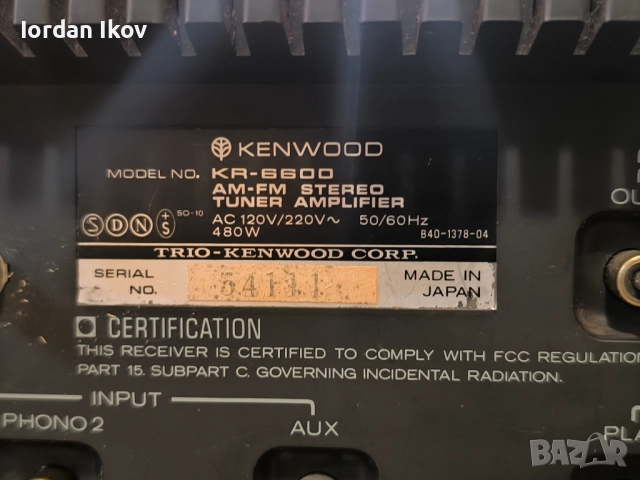 Iordan Ikov
KENWOOD
MODEL NO. KR-6600
AM-FM STEREO
TUNER AMPLIFIER
S D N +S SO-10
AC 120V/220V~ 50/60Hz
480W B40-1378-04
TRIO-KENWOOD CORP.
SERIAL NO. 54131 MADE IN JAPAN
CERTIFICATION
THIS RECEIVER IS CERTIFIED TO COMPLY WITH FCC REGULATION
PART 15. SUBPART C. GOVERNING INCIDENTAL RADIATION.
INPUT
PHONO 2
AUX
OU
PLA
BAZAR